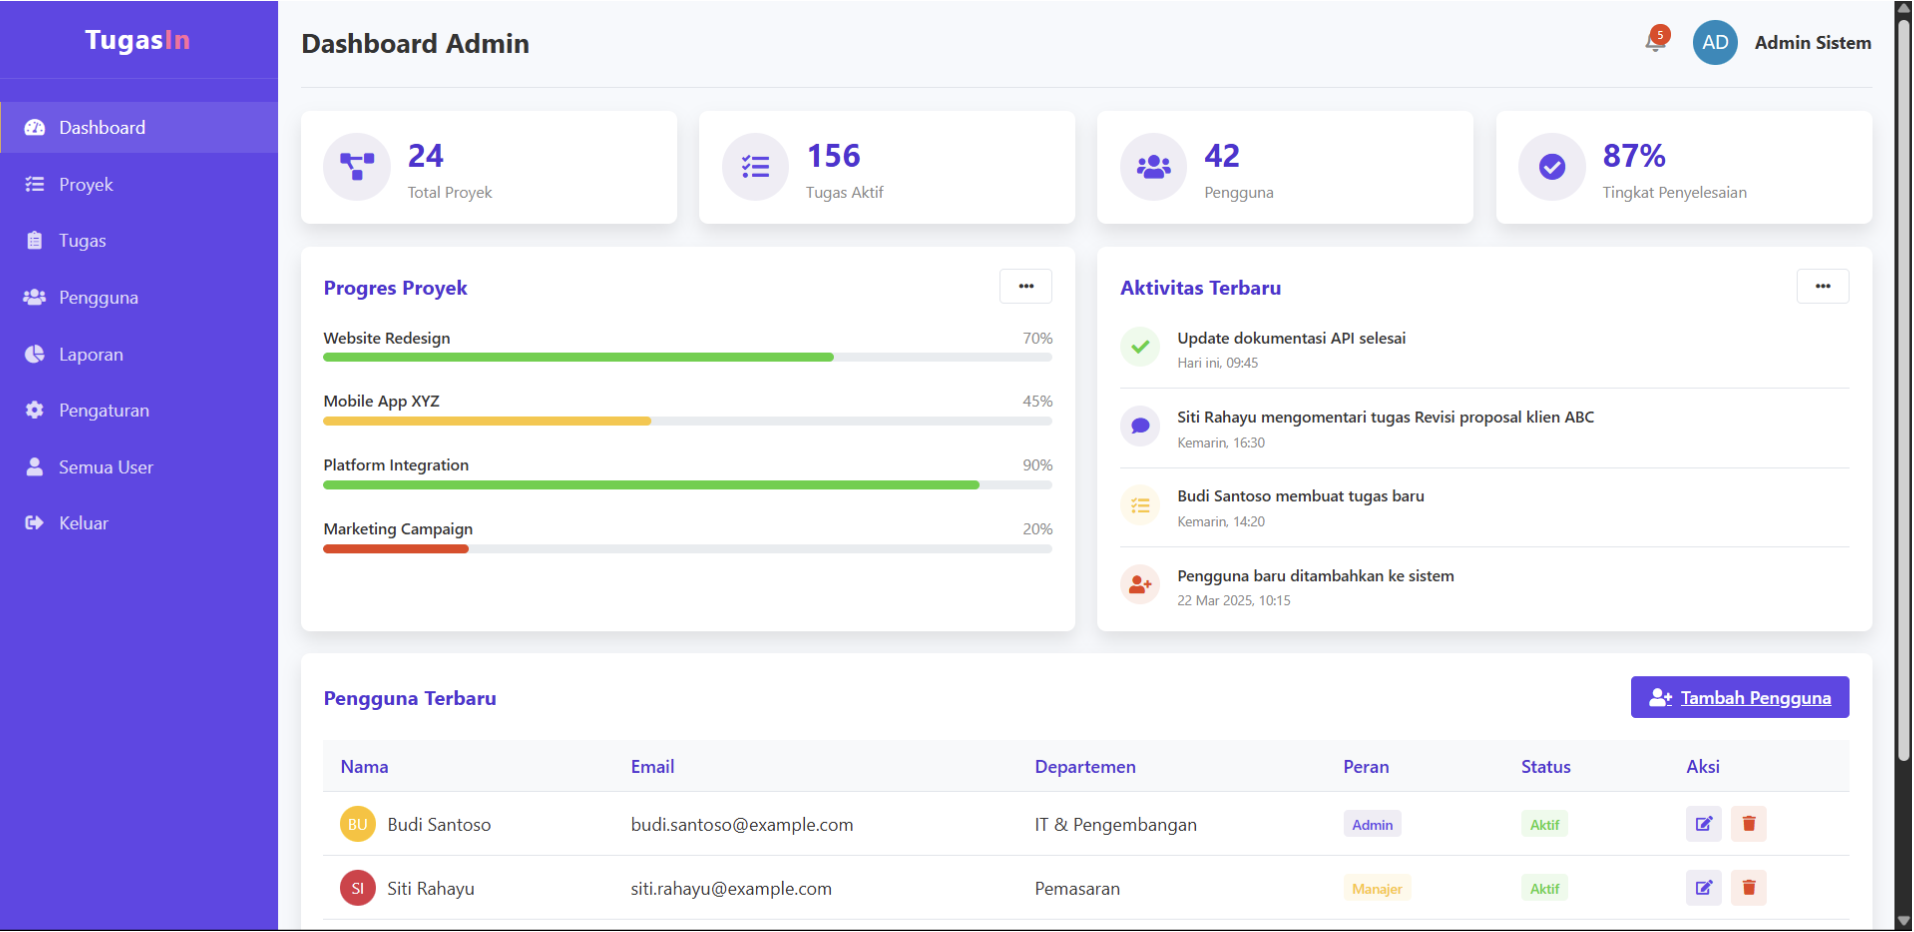 TugasIn
Dashboard
Proyek
Tugas
Pengguna
Laporan
Pengaturan
Semua User
Keluar
Dashboard Admin
5
AD
Admin Sistem
24
Total Proyek
156
Tugas Aktif
42
Pengguna
87%
Tingkat Penyelesaian
Progres Proyek
Website Redesign 70%
Mobile App XYZ 45%
Platform Integration 90%
Marketing Campaign 20%
Aktivitas Terbaru
Update dokumentasi API selesai
Hari ini, 09:45
Siti Rahayu mengomentari tugas Revisi proposal klien ABC
Kemarin, 16:30
Budi Santoso membuat tugas baru
Kemarin, 14:20
Pengguna baru ditambahkan ke sistem
22 Mar 2025, 10:15
Pengguna Terbaru
Tambah Pengguna
Nama Email Departemen Peran Status Aksi
BU Budi Santoso budi.santoso@example.com IT & Pengembangan Admin Aktif
SI Siti Rahayu siti.rahayu@example.com Pemasaran Manajer Aktif